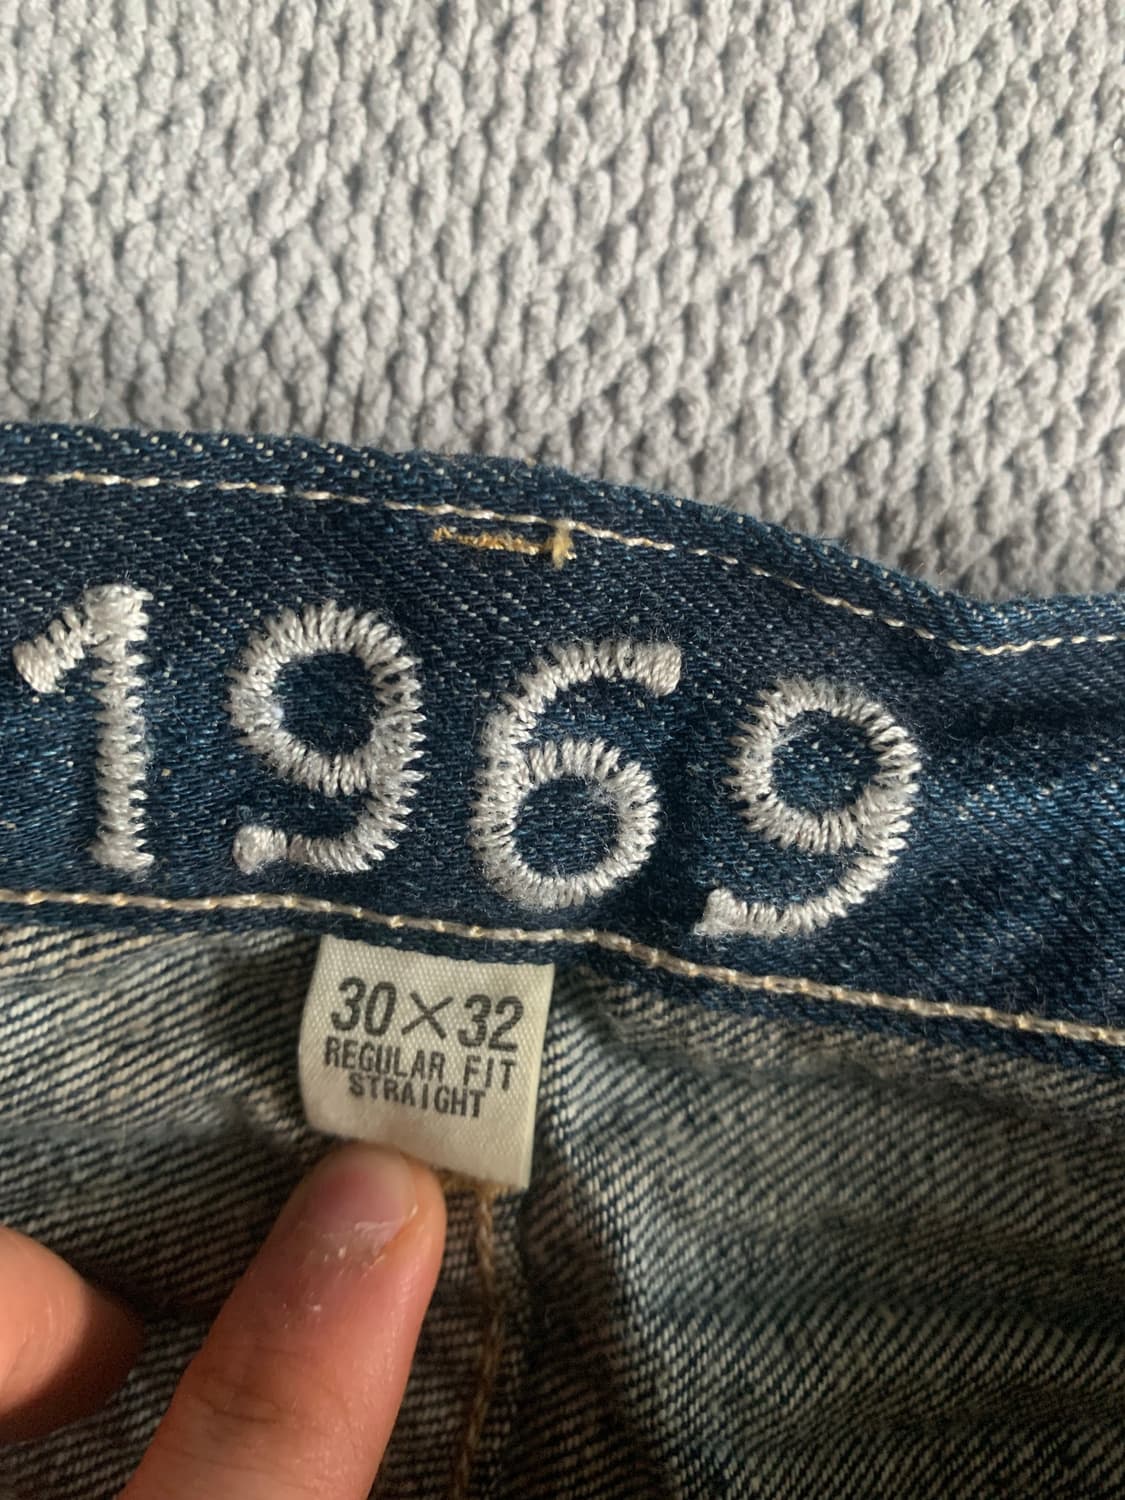 1969
30×32
REGULAR FIT
STRAIGHT